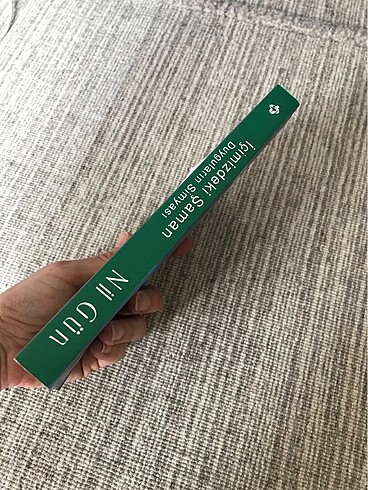 İçimizdeki Şaman
Duyguların Simyası
Nil Gün